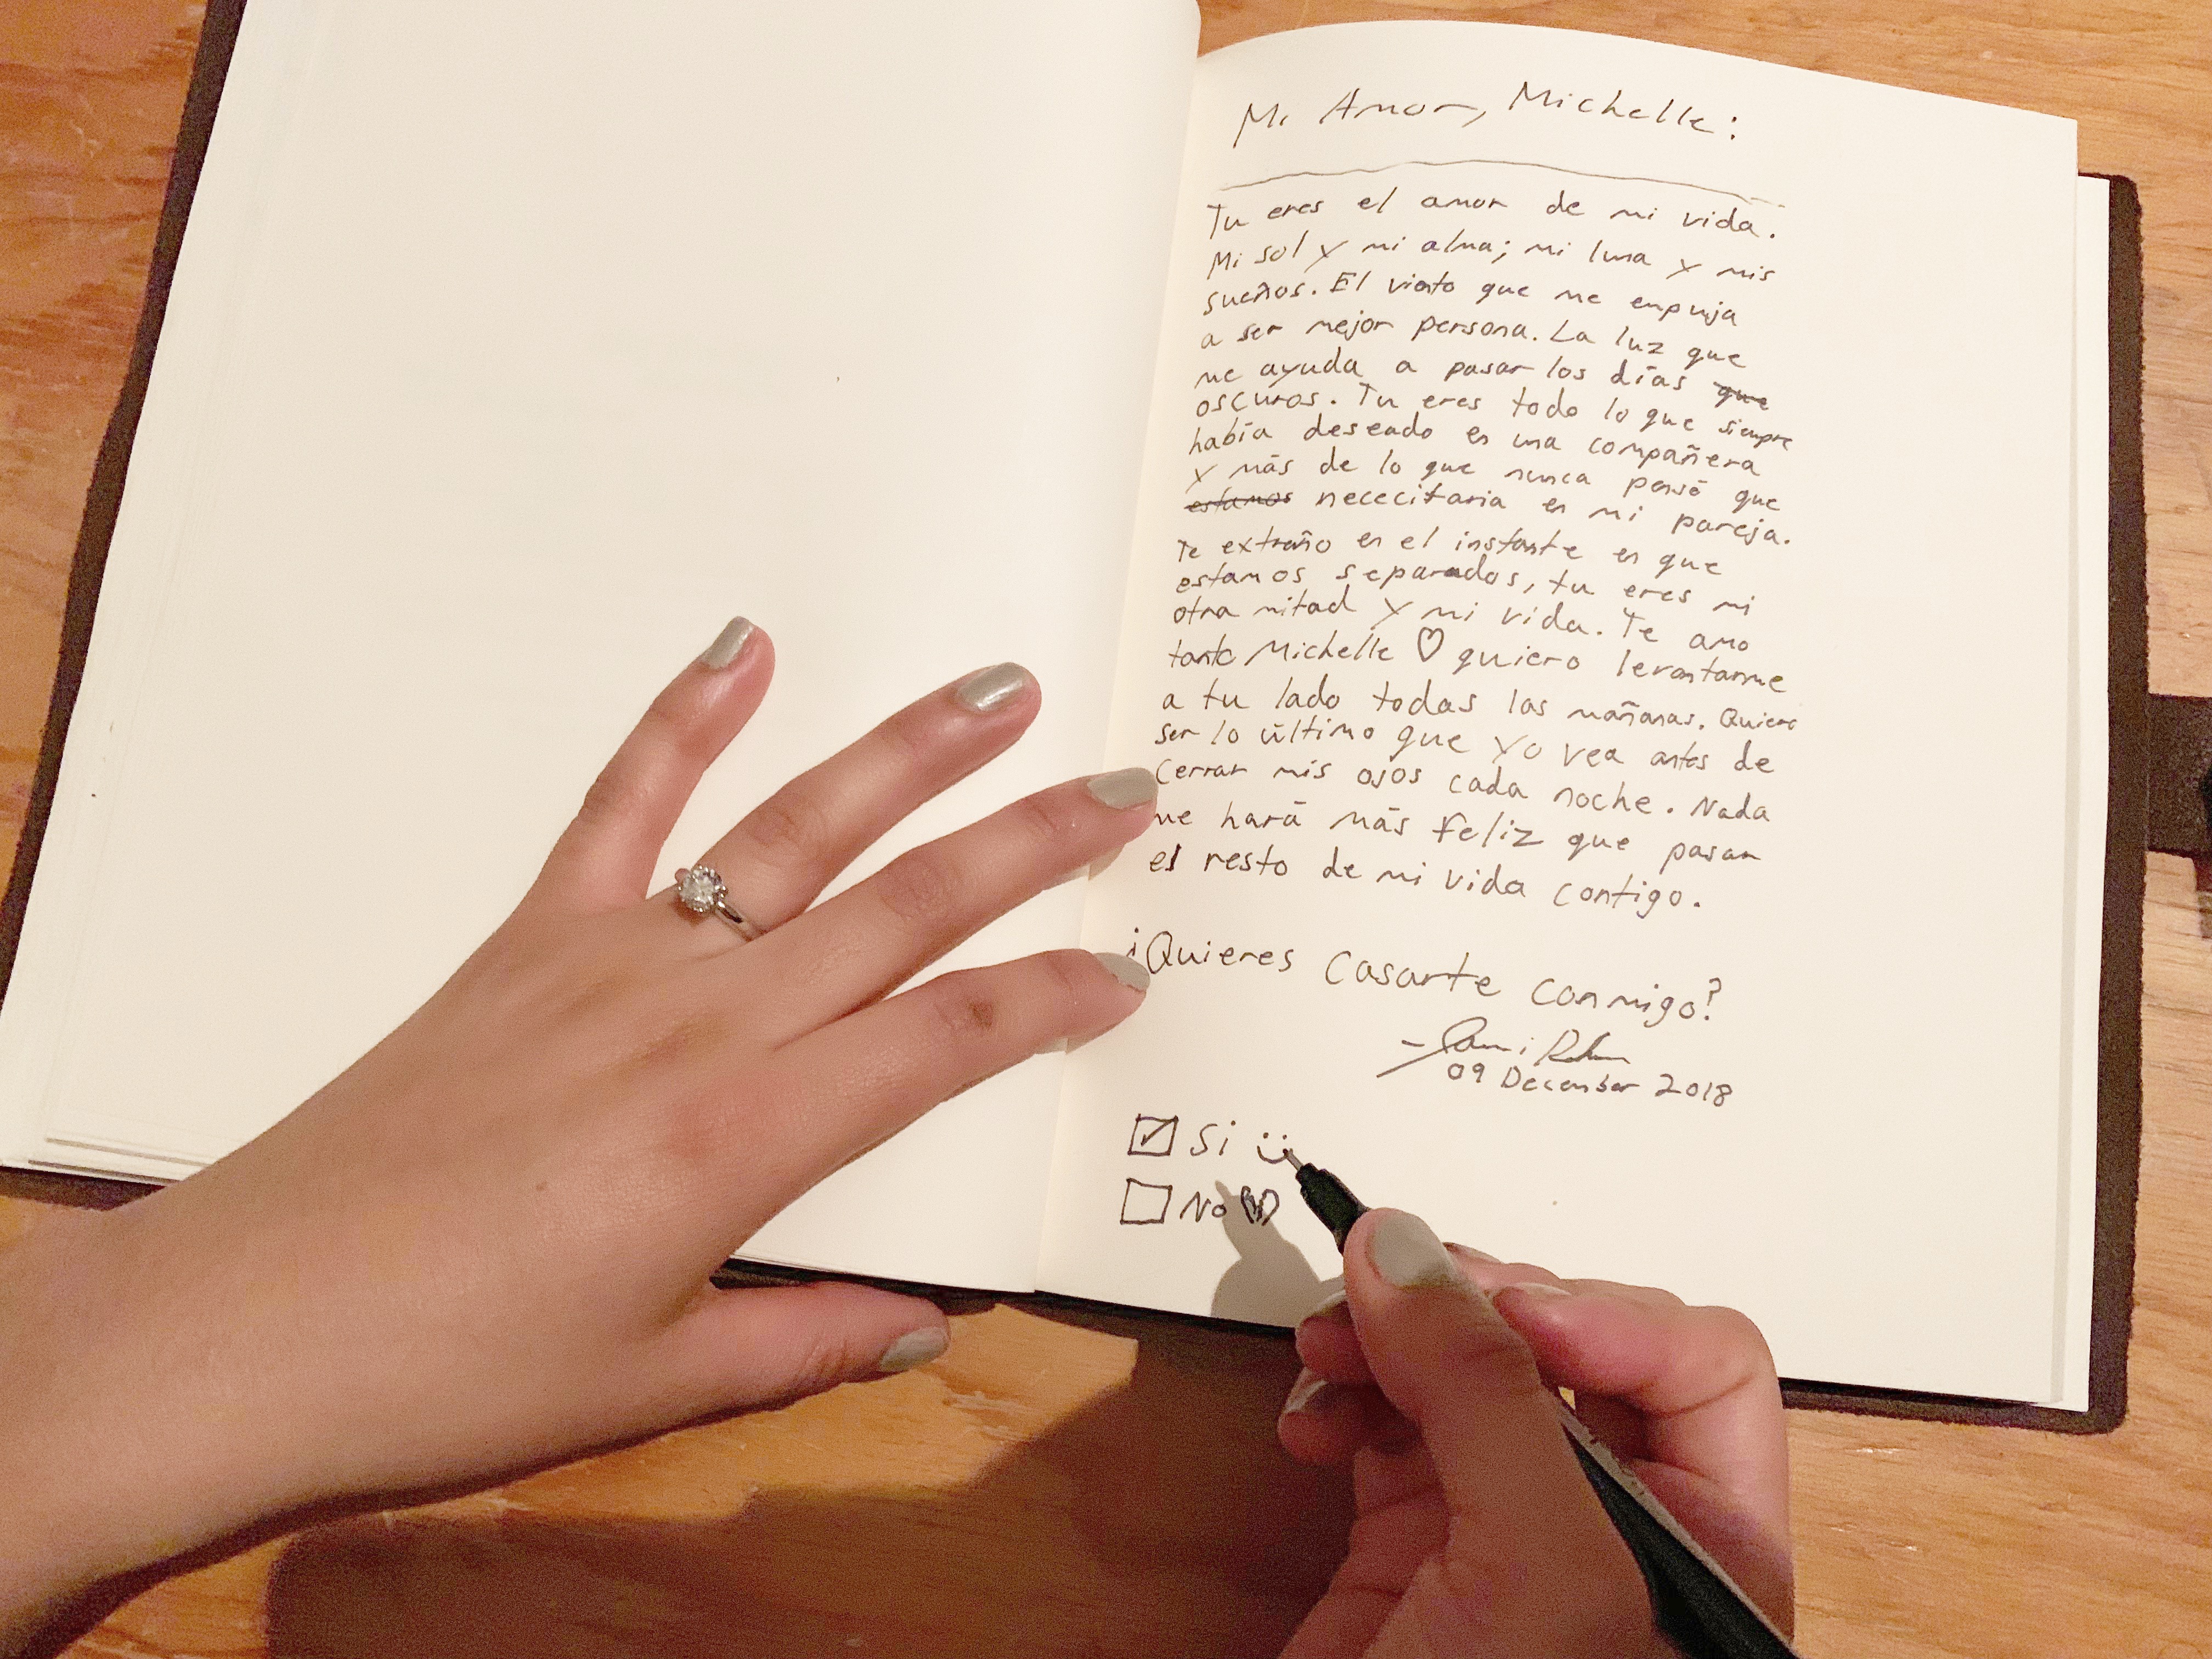 Mi Amor, Michelle:
Tu eres el amor de mi vida.
Mi sol y mi alma; mi luna y mis
sueños. El viento que me empuja
a ser mejor persona. La luz que
me ayuda a pasar los días que
oscuros. Tu eres todo lo que siempre
había deseado en una compañera
y más de lo que nunca pensé que
estamos nececitaria en mi pareja.
Te extraño en el instante en que
estamos separados, tu eres mi
otra mitad y mi vida. Te amo
tanto Michelle ♡ quiero levantarme
a tu lado todas las mañanas. Quiero
ser lo último que yo vea antes de
cerrar mis ojos cada noche. Nada
me hará más feliz que pasar
el resto de mi vida contigo.
¡Quieres casarte conmigo?
09 December 2018
☑ Si :)
☐ No